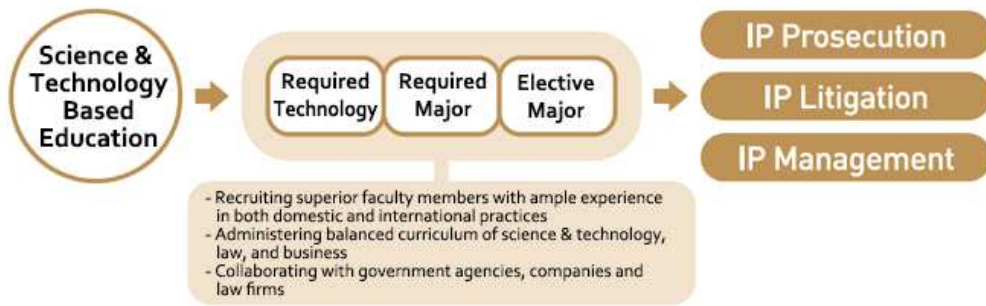 Science &
Technology
Based
Education
Required
Technology
Required
Major
Elective
Major
IP Prosecution
IP Litigation
IP Management
- Recruiting superior faculty members with ample experience
in both domestic and international practices
- Administering balanced curriculum of science & technology,
law, and business
- Collaborating with government agencies, companies and
law firms